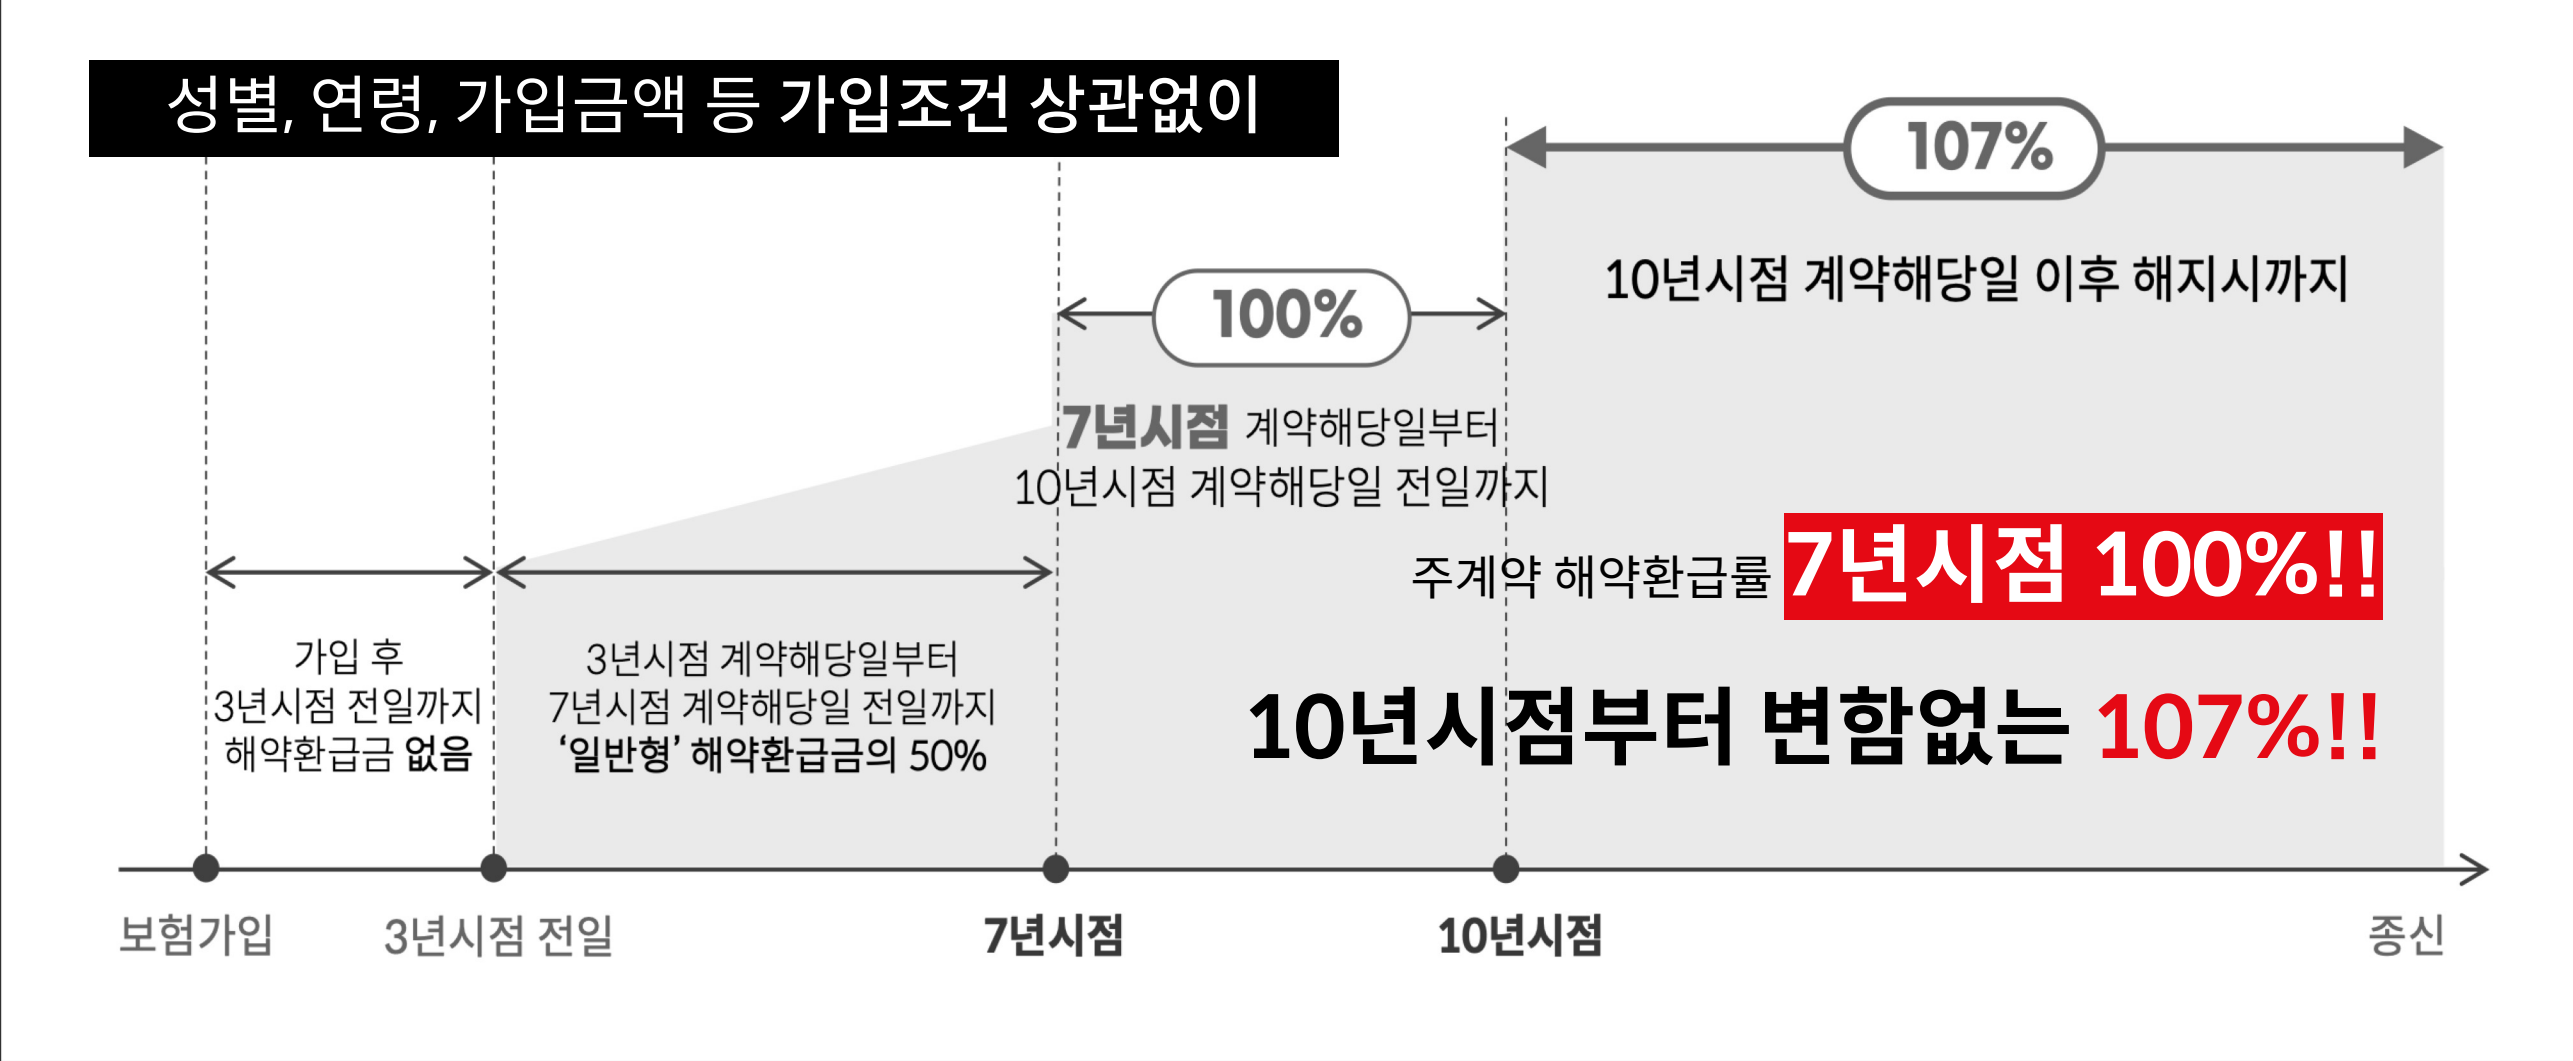 성별, 연령, 가입금액 등 가입조건 상관없이
107%
10년시점 계약해당일 이후 해지시까지
100%
7년시점 계약해당일부터
10년시점 계약해당일 전일까지
주계약 해약환급률 7년시점 100%!!
10년시점부터 변함없는 107%!!
가입 후
3년시점 전일까지
해약환급금 없음
3년시점 계약해당일부터
7년시점 계약해당일 전일까지
‘일반형’ 해약환급금의 50%
보험가입
3년시점 전일
7년시점
10년시점
종신